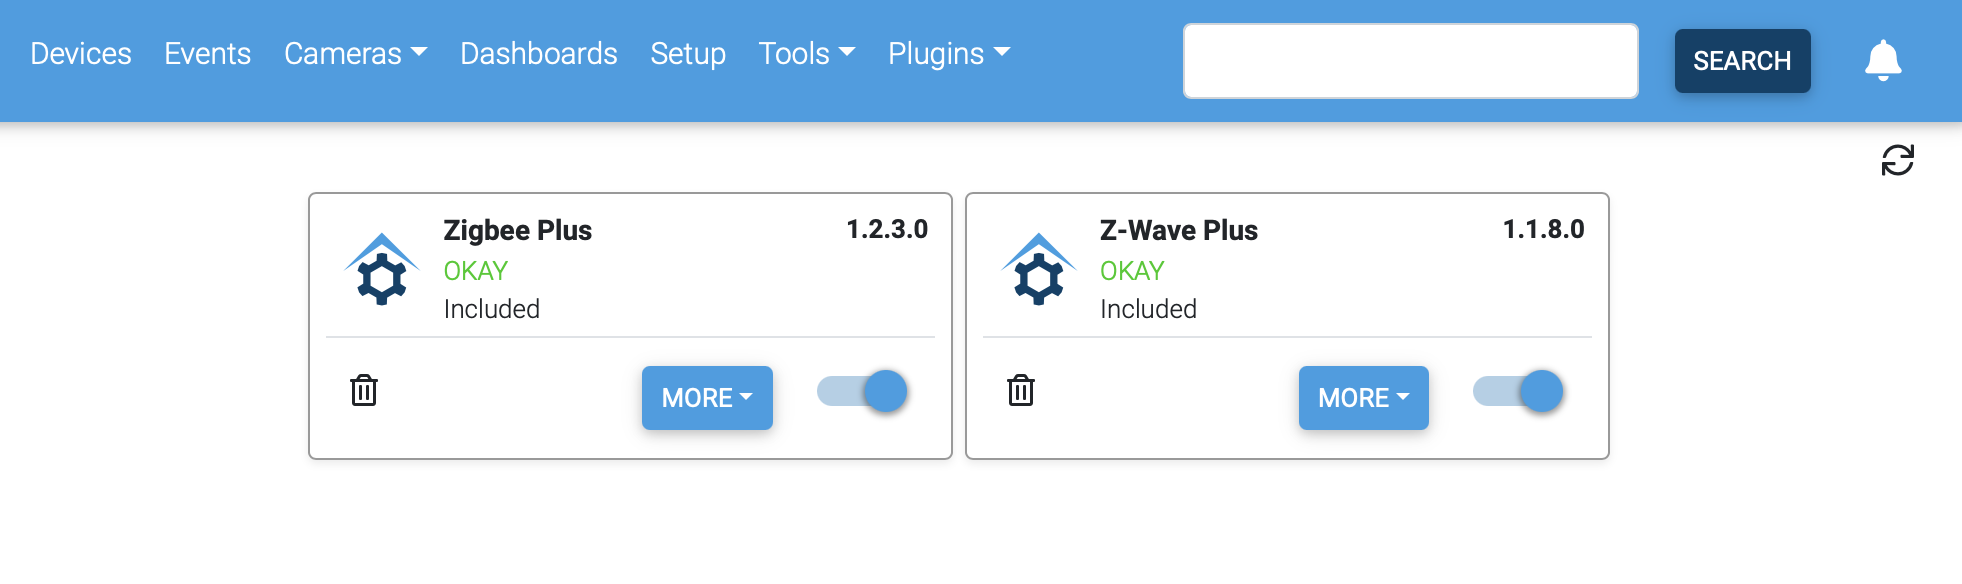 Devices Events Cameras Dashboards Setup Tools Plugins SEARCH
Zigbee Plus 1.2.3.0
OKAY
Included
MORE
Z-Wave Plus 1.1.8.0
OKAY
Included
MORE